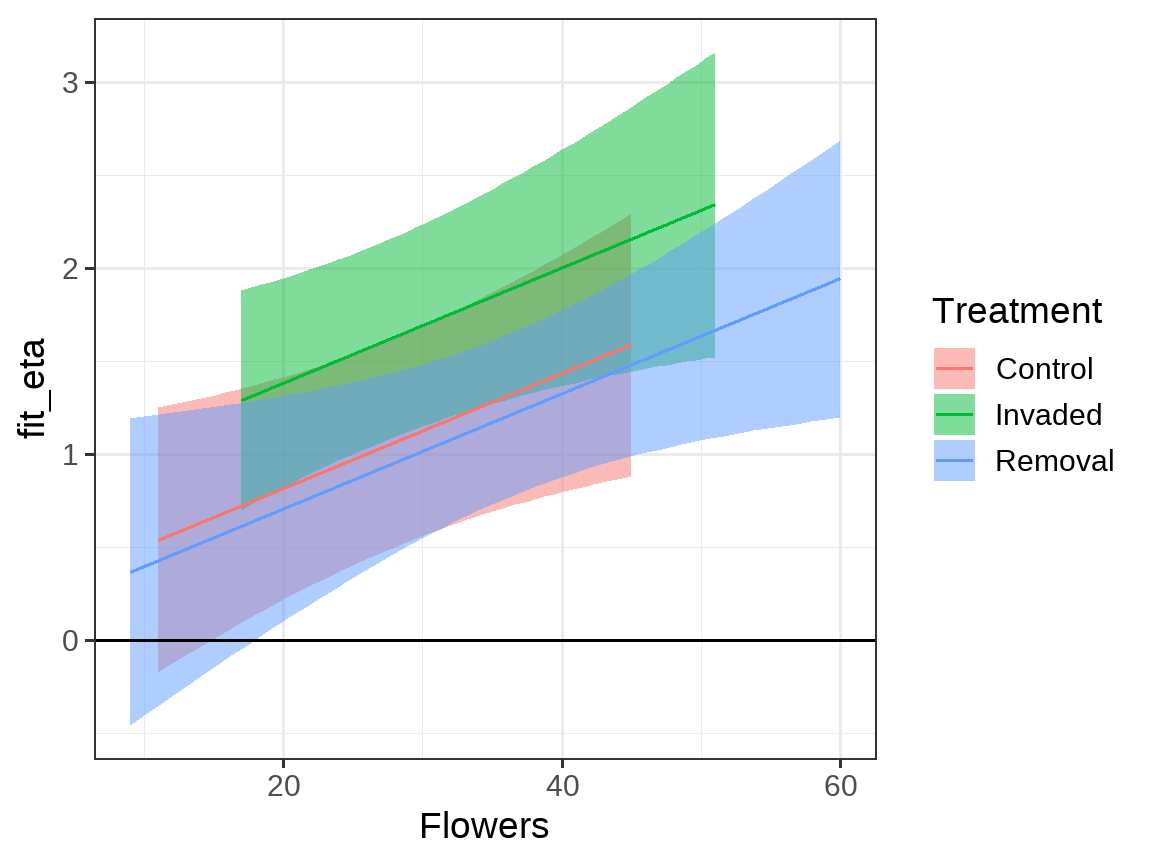 3
2
1
0
fit_eta
20 40 60
Flowers
Treatment
Control
Invaded
Removal